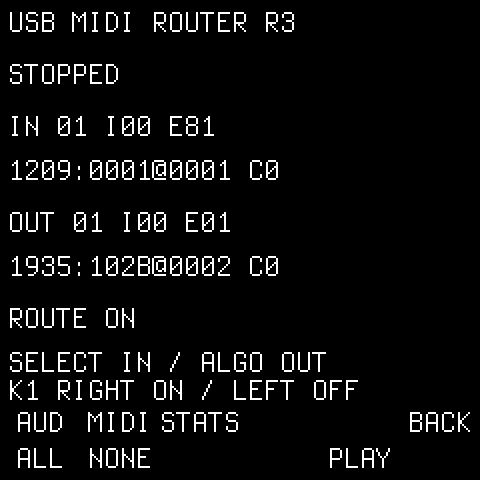 USB MIDI ROUTER R3
STOPPED
IN 01 I00 E81
1209:0001@0001 C0
OUT 01 I00 E01
1935:102B@0002 C0
ROUTE ON
SELECT IN / ALGO OUT
K1 RIGHT ON / LEFT OFF
AUD MIDI STATS BACK
ALL NONE PLAY